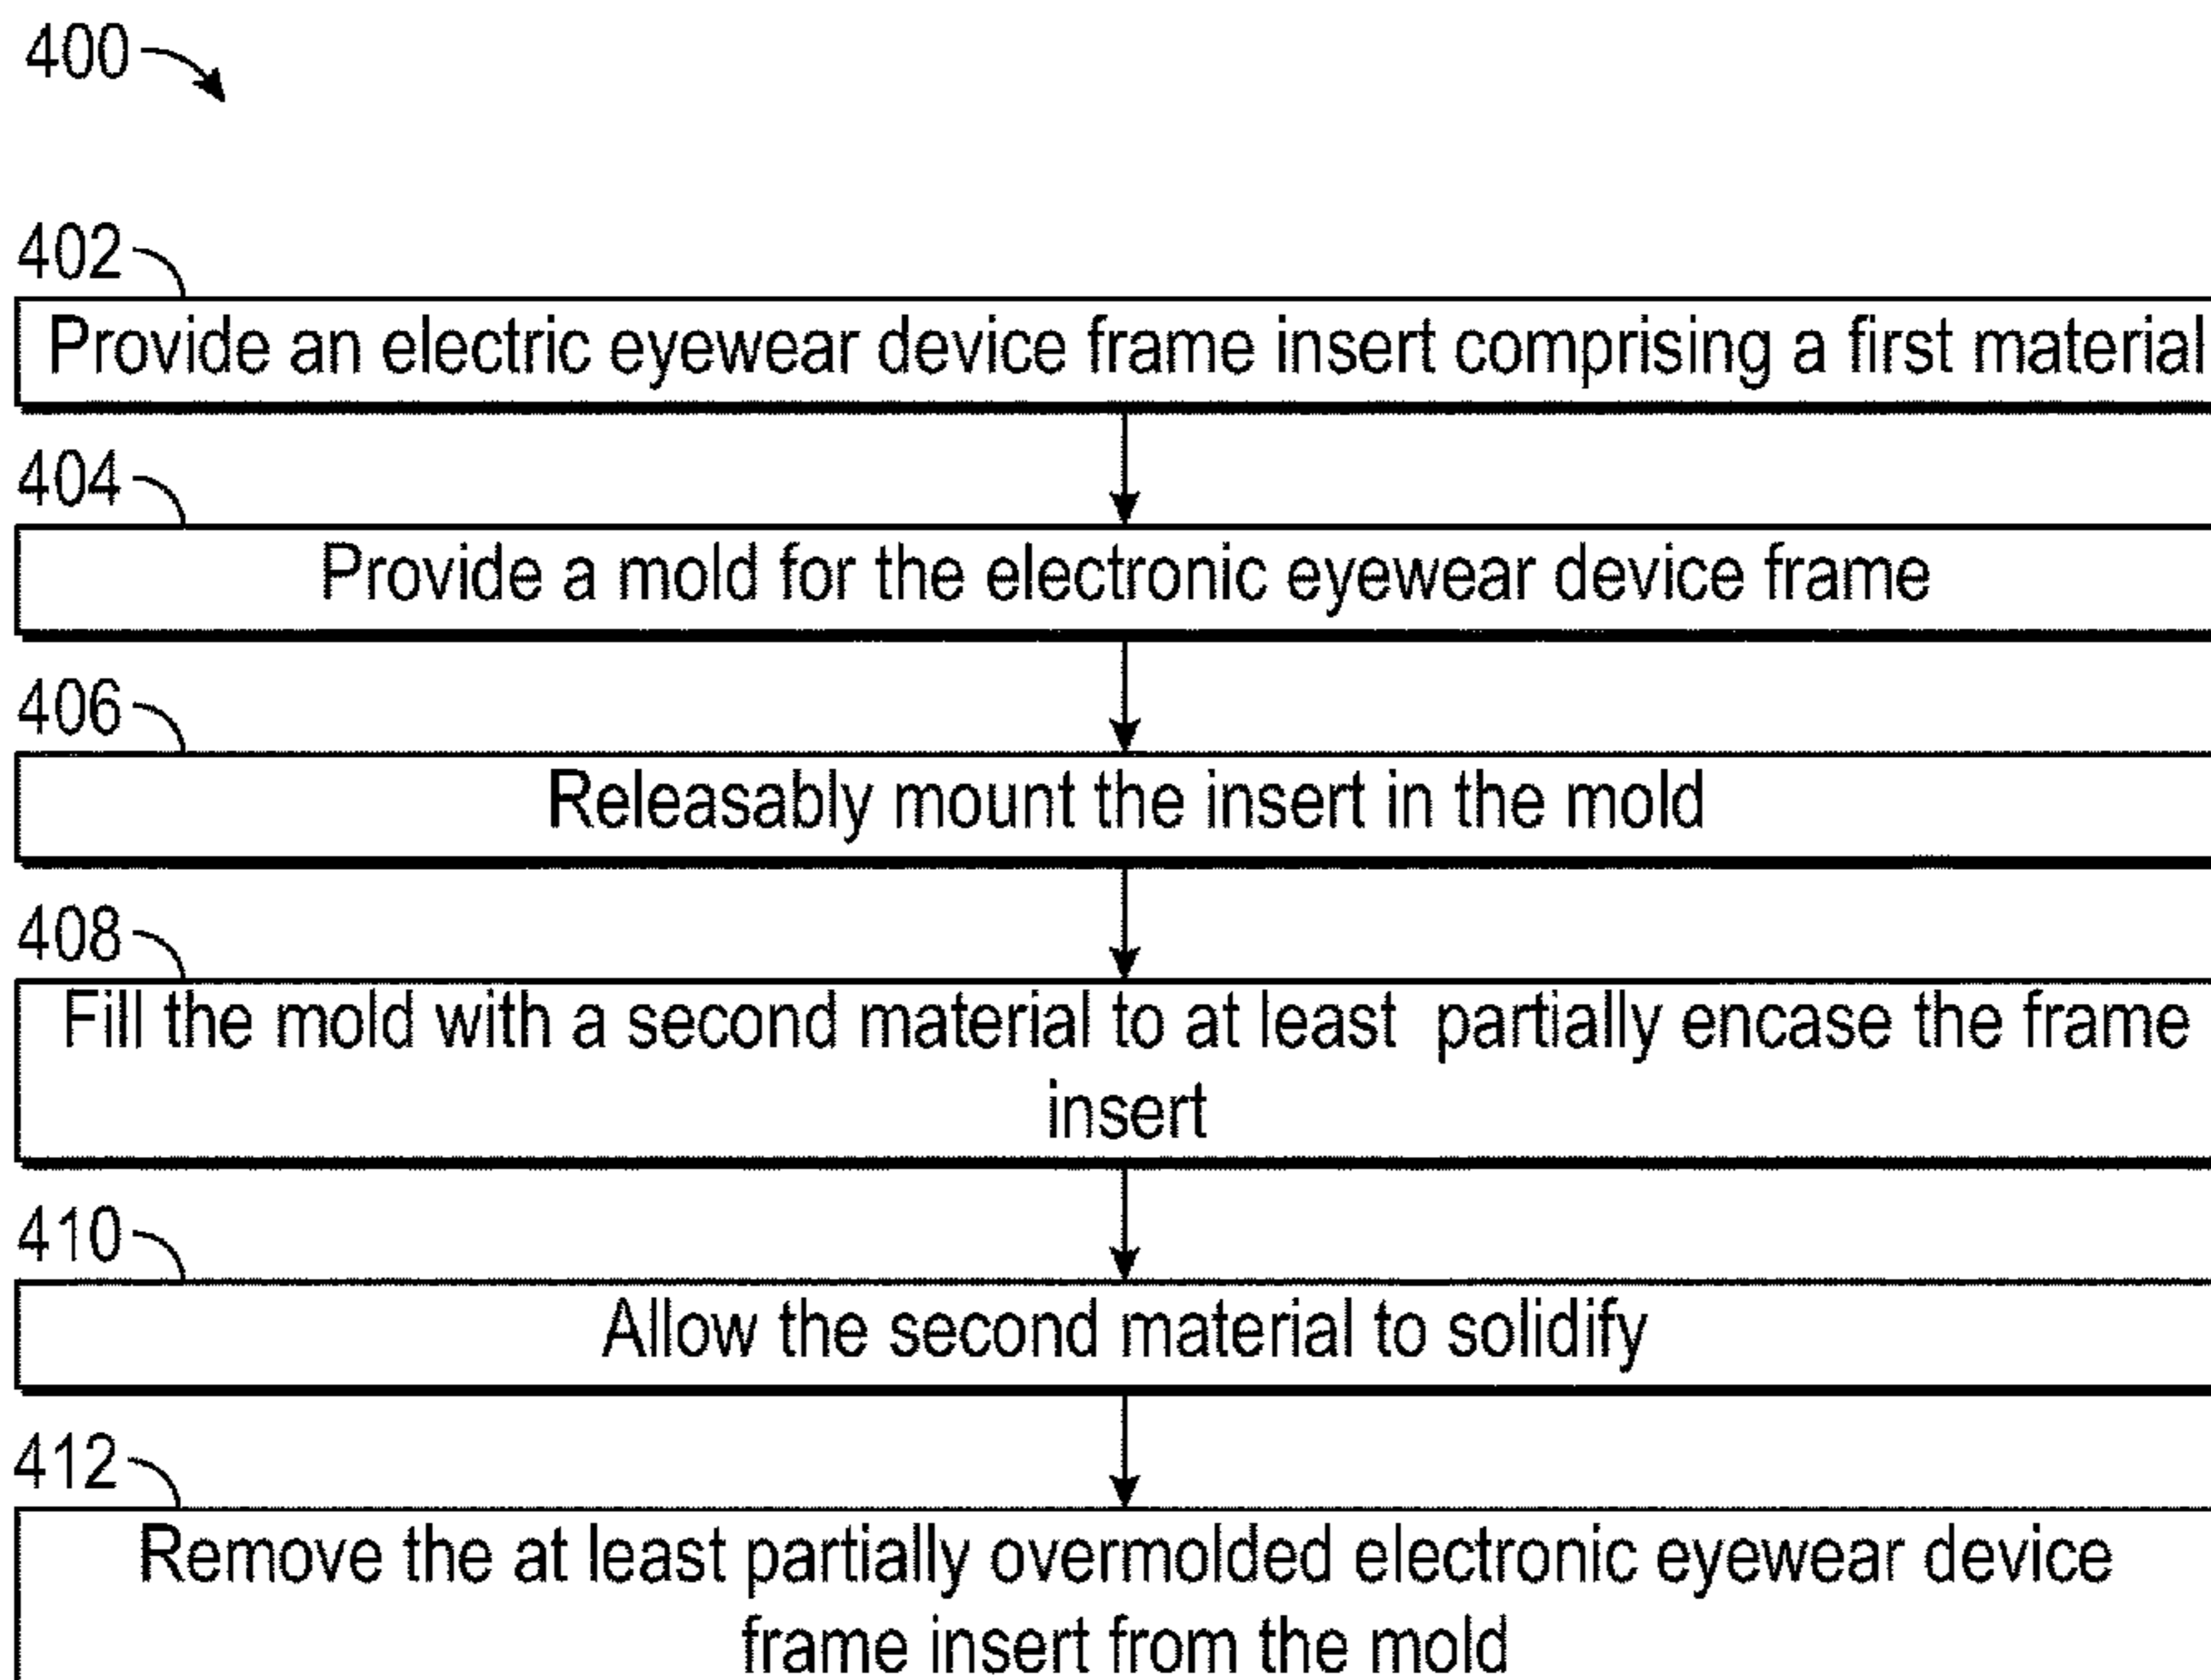 400
402
Provide an electric eyewear device frame insert comprising a first material
404
Provide a mold for the electronic eyewear device frame
406
Releasably mount the insert in the mold
408
Fill the mold with a second material to at least partially encase the frame
insert
410
Allow the second material to solidify
412
Remove the at least partially overmolded electronic eyewear device
frame insert from the mold